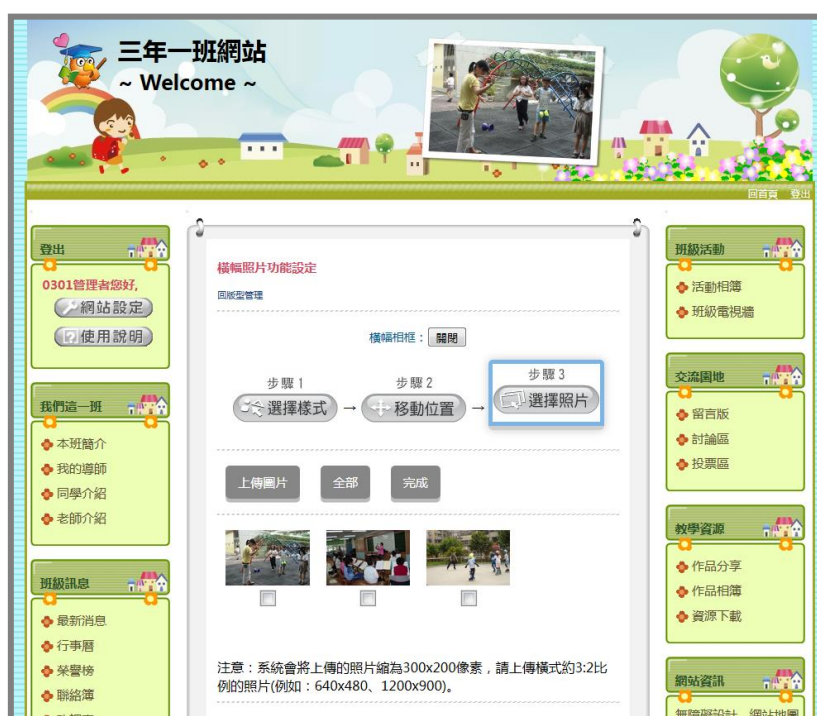 三年一班網站
~ Welcome ~
回首頁 登出
登出
0301管理者您好,
網站設定
使用說明
我們這一班
本班簡介
我的導師
同學介紹
老師介紹
班級訊息
最新消息
行事曆
榮譽榜
聯絡簿
橫幅照片功能設定
回版型管理
橫幅相框：關閉
步驟 1
選擇樣式
→
步驟 2
移動位置
→
步驟 3
選擇照片
上傳圖片
全部
完成
注意：系統會將上傳的照片縮為300x200像素，請上傳橫式約3:2比
例的照片(例如：640x480、1200x900)。
班級活動
活動相簿
班級電視牆
交流園地
留言版
討論區
投票區
教學資源
作品分享
作品相簿
資源下載
網站資訊
無障礙設計 網站地圖